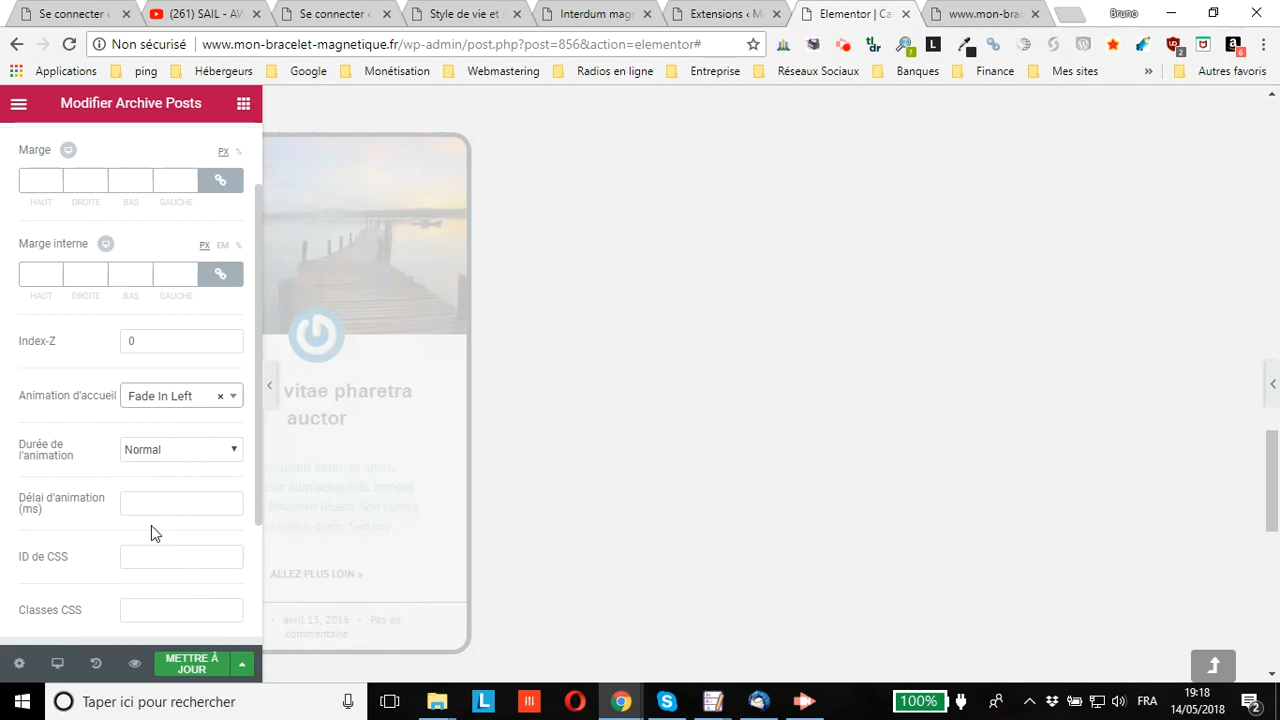 Se connecter ‹
(261) SAIL - AW
Se connecter ‹
Style de vie et s
Interdum magn
Extensions ‹ M
Elementor | Ca
www.mon-brac
Bruno
Non sécurisé
www.mon-bracelet-magnetique.fr/wp-admin/post.php?post=856&action=elementor#
Applications
ping
Hébergeurs
Google
Monétisation
Webmastering
Radios en ligne
Entreprise
Réseaux Sociaux
Banques
Finance
Mes sites
»
Autres favoris
Modifier Archive Posts
Marge
PX %
HAUT DROITE BAS GAUCHE
Marge interne
PX EM %
HAUT DROITE BAS GAUCHE
Index-Z
0
Animation d'accueil
Fade In Left
Durée de
l'animation
Normal
Délai d'animation
(ms)
ID de CSS
Classes CSS
METTRE À
JOUR
vitae pharetra
auctor
ALLEZ PLUS LOIN »
avril 15, 2016 • Pas de
commentaire
Taper ici pour rechercher
100%
FRA
19:18
14/05/2018